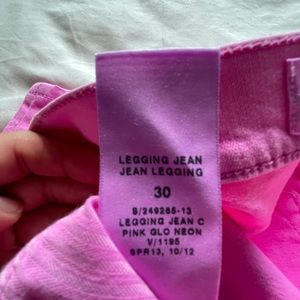 LEGGING JEAN
JEAN LEGGING
30
S/249265-13
LEGGING JEAN C
PINK GLO NEON
V/1195
SPR13, 10/12